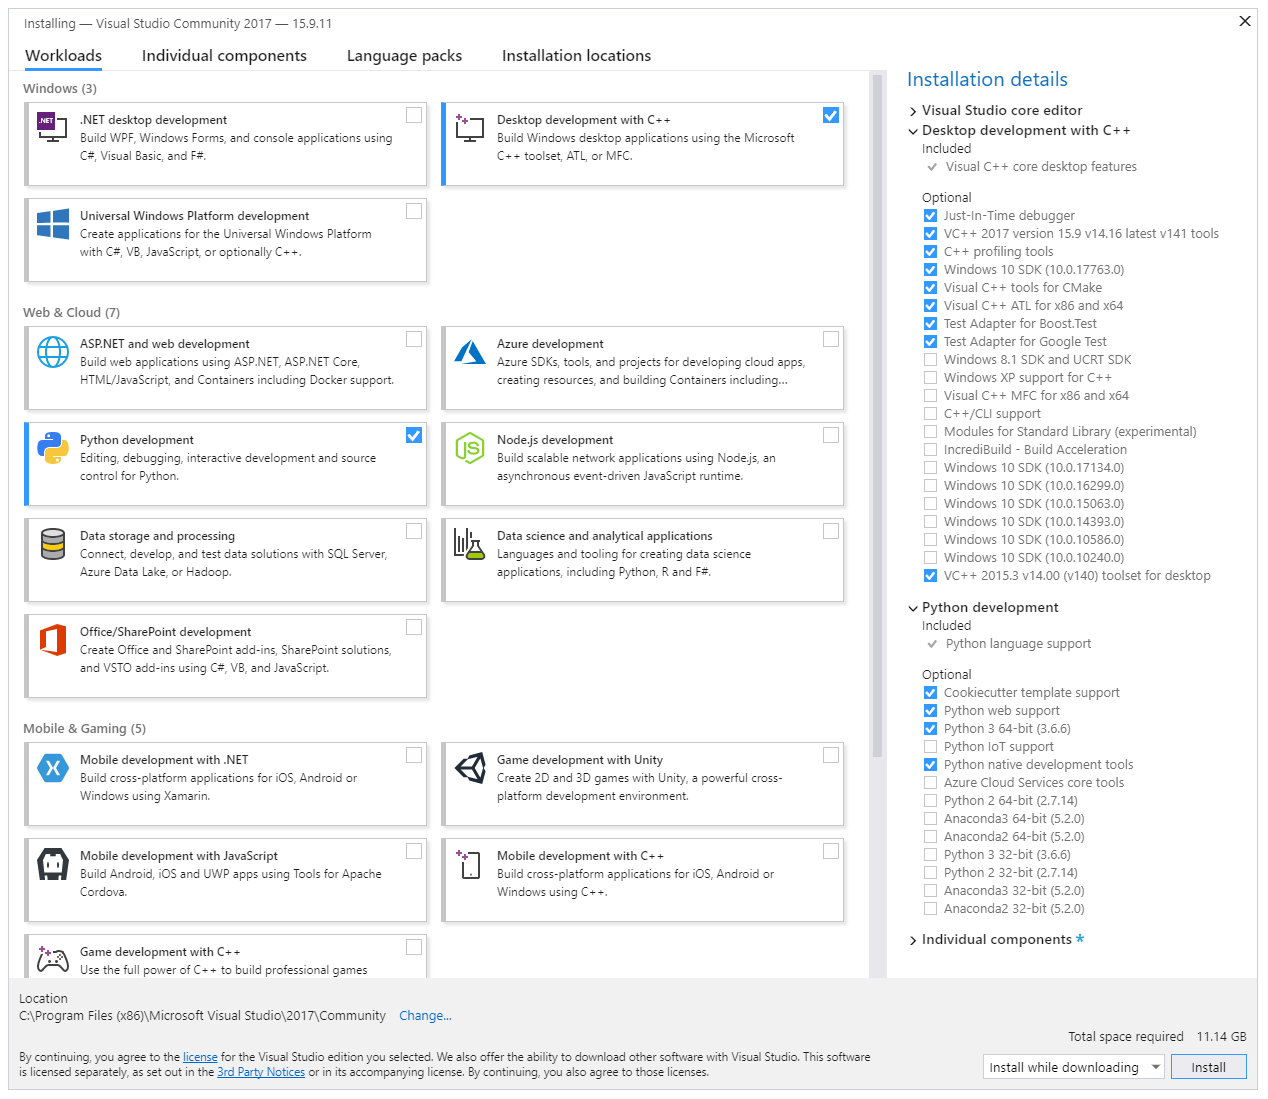 Installing — Visual Studio Community 2017 — 15.9.11
Workloads
Individual components
Language packs
Installation locations
Windows (3)
.NET
.NET desktop development
Build WPF, Windows Forms, and console applications using
C#, Visual Basic, and F#.
Desktop development with C++
Build Windows desktop applications using the Microsoft
C++ toolset, ATL, or MFC.
Universal Windows Platform development
Create applications for the Universal Windows Platform
with C#, VB, JavaScript, or optionally C++.
Web & Cloud (7)
ASP.NET and web development
Build web applications using ASP.NET, ASP.NET Core,
HTML/JavaScript, and Containers including Docker support.
Azure development
Azure SDKs, tools, and projects for developing cloud apps,
creating resources, and building Containers including...
Python development
Editing, debugging, interactive development and source
control for Python.
JS
Node.js development
Build scalable network applications using Node.js, an
asynchronous event-driven JavaScript runtime.
Data storage and processing
Connect, develop, and test data solutions with SQL Server,
Azure Data Lake, or Hadoop.
Data science and analytical applications
Languages and tooling for creating data science
applications, including Python, R and F#.
Office/SharePoint development
Create Office and SharePoint add-ins, SharePoint solutions,
and VSTO add-ins using C#, VB, and JavaScript.
Mobile & Gaming (5)
Mobile development with .NET
Build cross-platform applications for iOS, Android or
Windows using Xamarin.
Game development with Unity
Create 2D and 3D games with Unity, a powerful cross-
platform development environment.
Mobile development with JavaScript
Build Android, iOS and UWP apps using Tools for Apache
Cordova.
Mobile development with C++
Build cross-platform applications for iOS, Android or
Windows using C++.
Game development with C++
Use the full power of C++ to build professional games
Installation details
Visual Studio core editor
Desktop development with C++
Included
Visual C++ core desktop features
Optional
Just-In-Time debugger
VC++ 2017 version 15.9 v14.16 latest v141 tools
C++ profiling tools
Windows 10 SDK (10.0.17763.0)
Visual C++ tools for CMake
Visual C++ ATL for x86 and x64
Test Adapter for Boost.Test
Test Adapter for Google Test
Windows 8.1 SDK and UCRT SDK
Windows XP support for C++
Visual C++ MFC for x86 and x64
C++/CLI support
Modules for Standard Library (experimental)
IncrediBuild - Build Acceleration
Windows 10 SDK (10.0.17134.0)
Windows 10 SDK (10.0.16299.0)
Windows 10 SDK (10.0.15063.0)
Windows 10 SDK (10.0.14393.0)
Windows 10 SDK (10.0.10586.0)
Windows 10 SDK (10.0.10240.0)
VC++ 2015.3 v14.00 (v140) toolset for desktop
Python development
Included
Python language support
Optional
Cookiecutter template support
Python web support
Python 3 64-bit (3.6.6)
Python IoT support
Python native development tools
Azure Cloud Services core tools
Python 2 64-bit (2.7.14)
Anaconda3 64-bit (5.2.0)
Anaconda2 64-bit (5.2.0)
Python 3 32-bit (3.6.6)
Python 2 32-bit (2.7.14)
Anaconda3 32-bit (5.2.0)
Anaconda2 32-bit (5.2.0)
Individual components *
Location
C:\Program Files (x86)\Microsoft Visual Studio\2017\Community Change...
Total space required 11.14 GB
By continuing, you agree to the license for the Visual Studio edition you selected. We also offer the ability to download other software with Visual Studio. This software
is licensed separately, as set out in the 3rd Party Notices or in its accompanying license. By continuing, you also agree to those licenses.
Install while downloading
Install